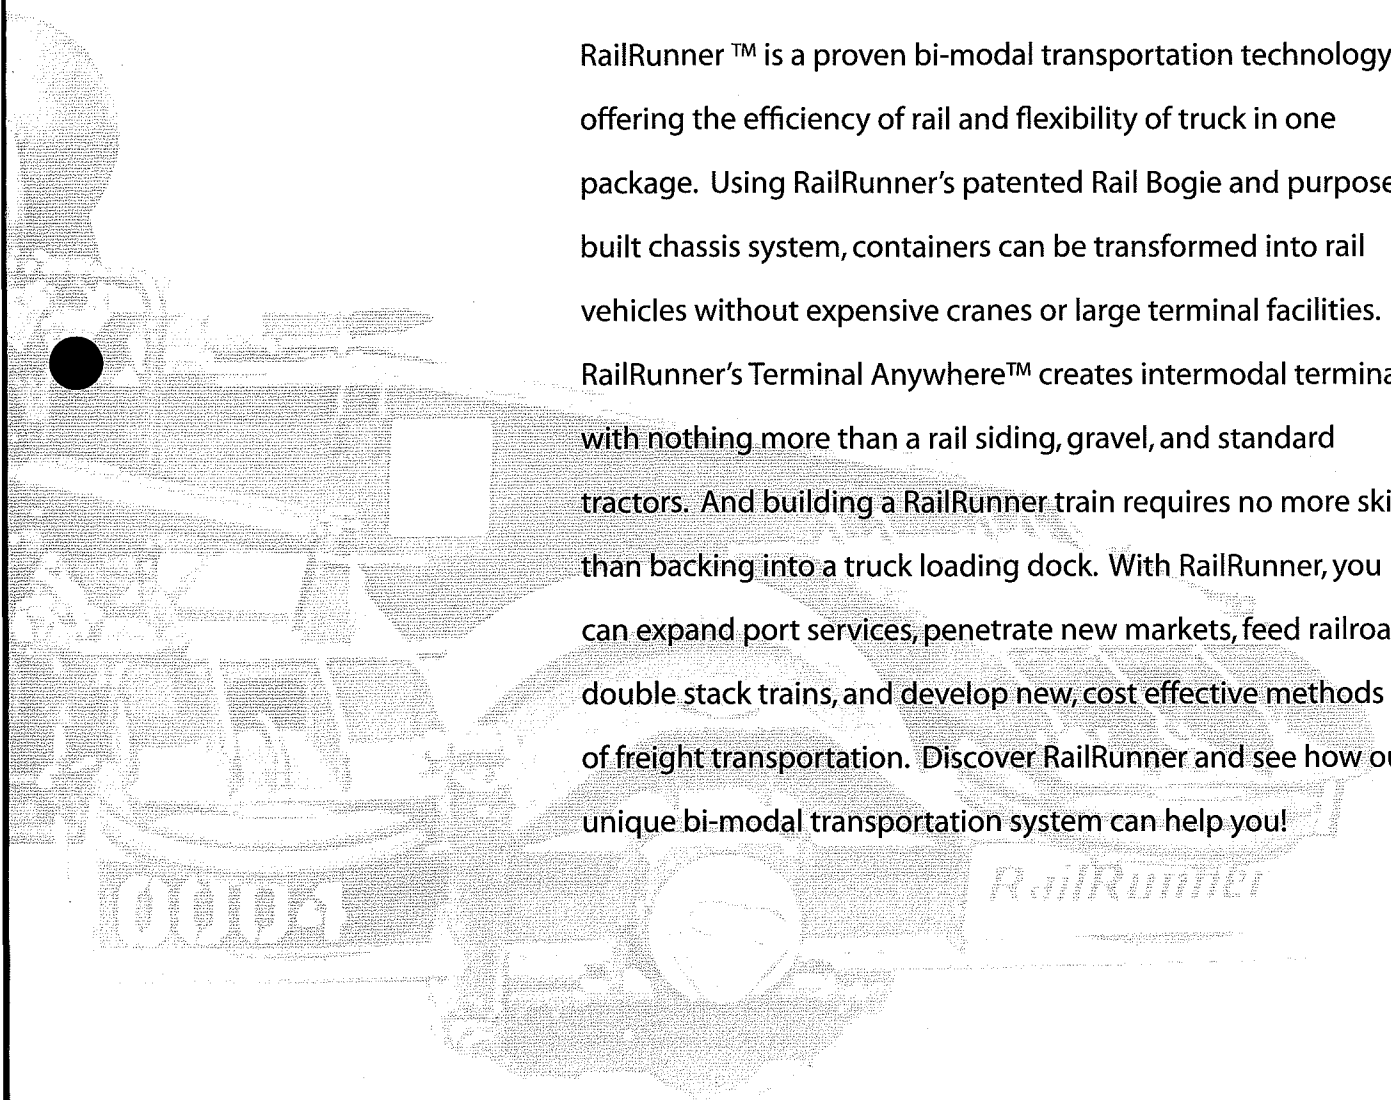 RailRunner ™ is a proven bi-modal transportation technology
offering the efficiency of rail and flexibility of truck in one
package. Using RailRunner's patented Rail Bogie and purpose
built chassis system, containers can be transformed into rail
vehicles without expensive cranes or large terminal facilities.
RailRunner's Terminal Anywhere™ creates intermodal termina
with nothing more than a rail siding, gravel, and standard
tractors. And building a RailRunner train requires no more ski
than backing into a truck loading dock. With RailRunner, you
can expand port services, penetrate new markets, feed railroa
double stack trains, and develop new, cost effective methods
of freight transportation. Discover RailRunner and see how ou
unique bi-modal transportation system can help you!
RailRunner
0004